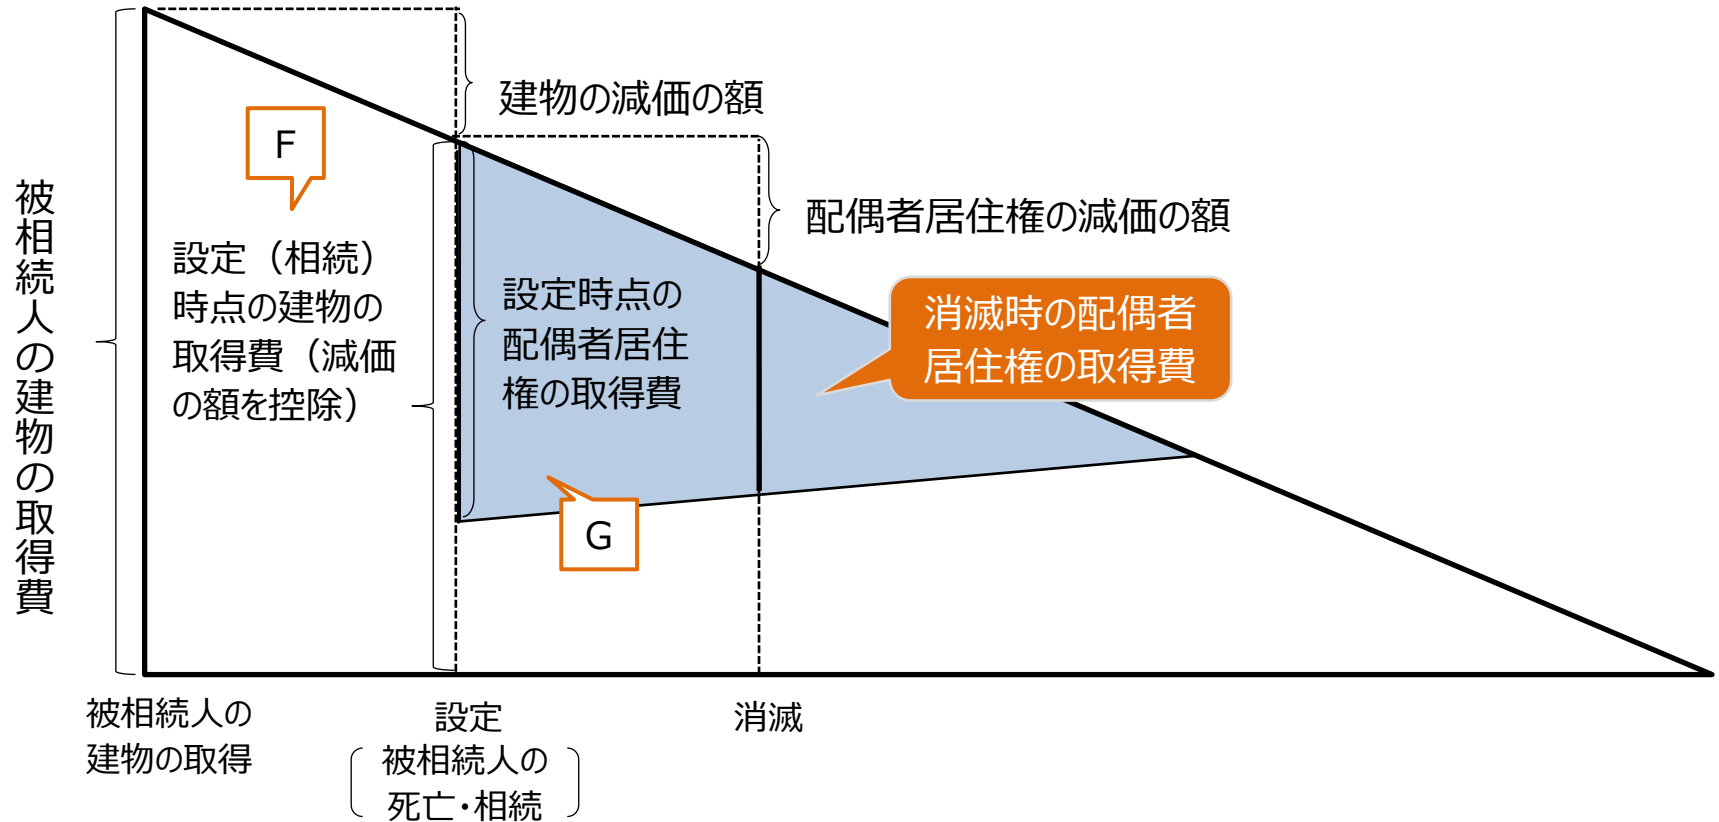 被相続人の建物の取得費
建物の減価の額
F
配偶者居住権の減価の額
設定（相続）
時点の建物の
取得費（減価
の額を控除）
設定時点の
配偶者居住
権の取得費
消滅時の配偶者
居住権の取得費
G
被相続人の
建物の取得
設定
被相続人の
死亡・相続
消滅